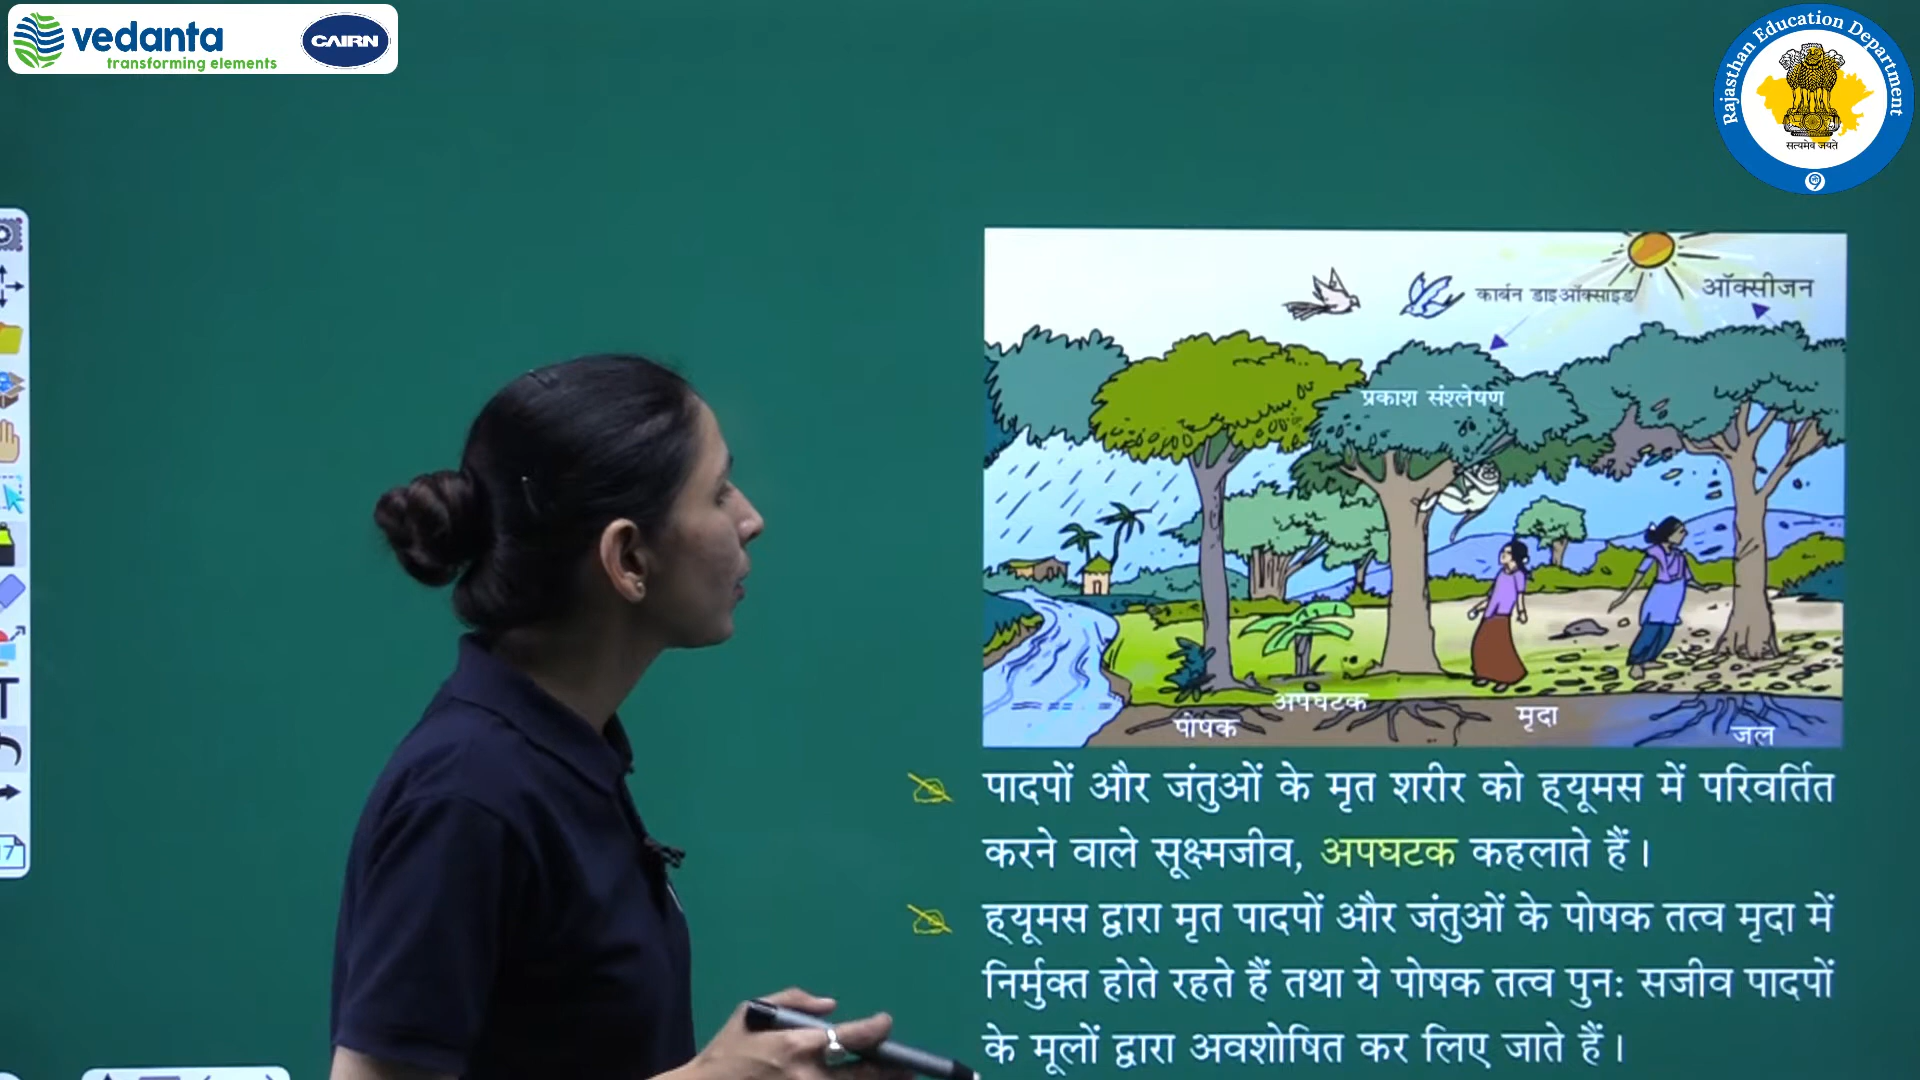 vedanta
transforming elements
CAIRN
Rajasthan Education Department
सत्यमेव जयते
कार्बन डाइऑक्साइड
ऑक्सीजन
प्रकाश संश्लेषण
अपघटक
पोषक
मृदा
जल
पादपों और जंतुओं के मृत शरीर को ह्यूमस में परिवर्तित
करने वाले सूक्ष्मजीव, अपघटक कहलाते हैं।
ह्यूमस द्वारा मृत पादपों और जंतुओं के पोषक तत्व मृदा में
निर्मुक्त होते रहते हैं तथा ये पोषक तत्व पुन: सजीव पादपों
के मूलों द्वारा अवशोषित कर लिए जाते हैं।